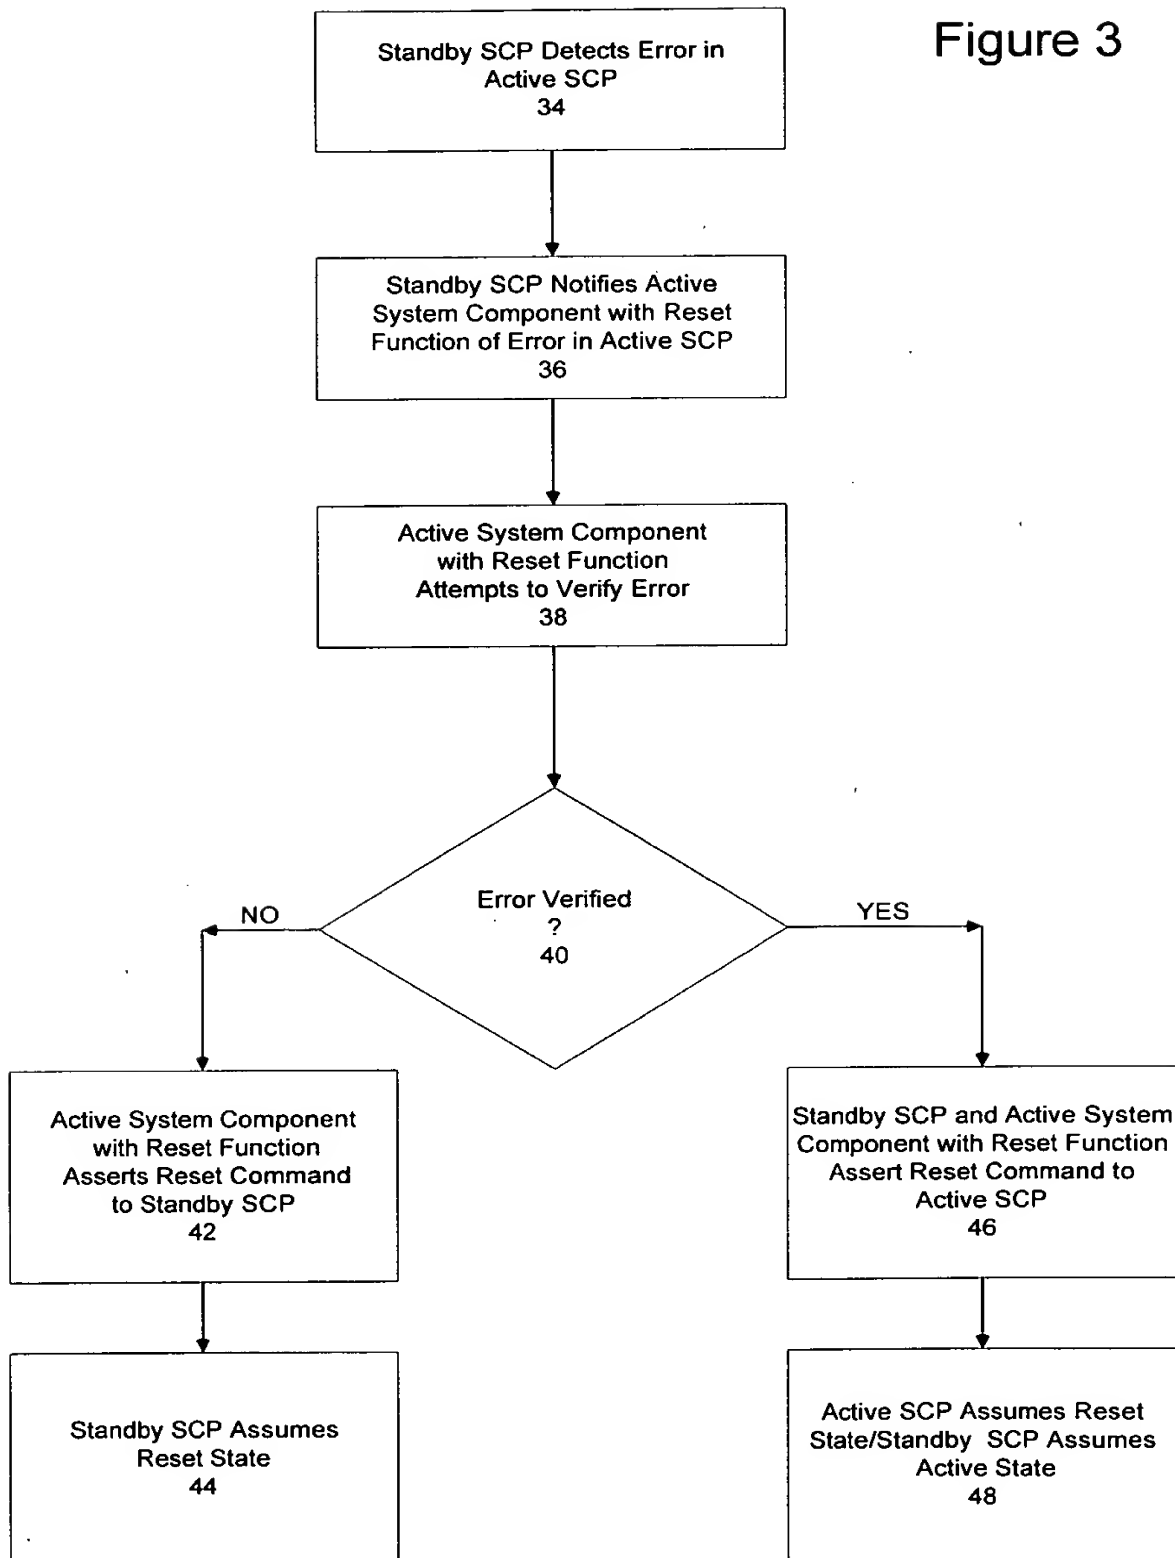 Figure 3
Standby SCP Detects Error in
Active SCP
34
Standby SCP Notifies Active
System Component with Reset
Function of Error in Active SCP
36
Active System Component
with Reset Function
Attempts to Verify Error
38
Error Verified
?
40
NO
YES
Active System Component
with Reset Function
Asserts Reset Command
to Standby SCP
42
Standby SCP and Active System
Component with Reset Function
Assert Reset Command to
Active SCP
46
Standby SCP Assumes
Reset State
44
Active SCP Assumes Reset
State/Standby SCP Assumes
Active State
48